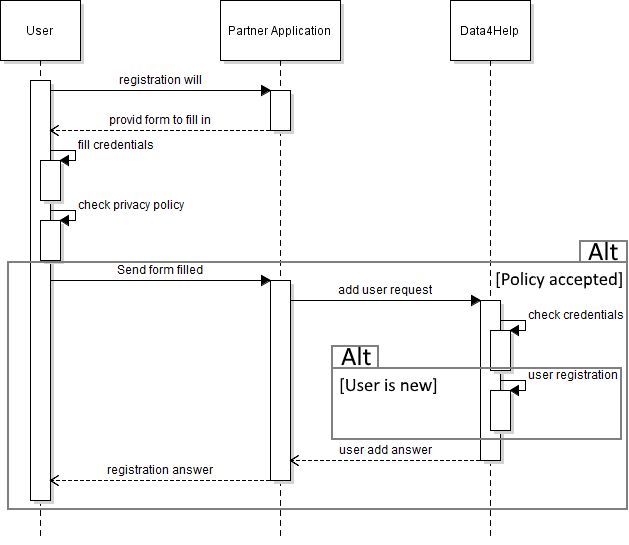 User
Partner Application
Data4Help
registration will
provid form to fill in
fill credentials
check privacy policy
Alt
[Policy accepted]
Send form filled
add user request
check credentials
Alt
[User is new]
user registration
user add answer
registration answer